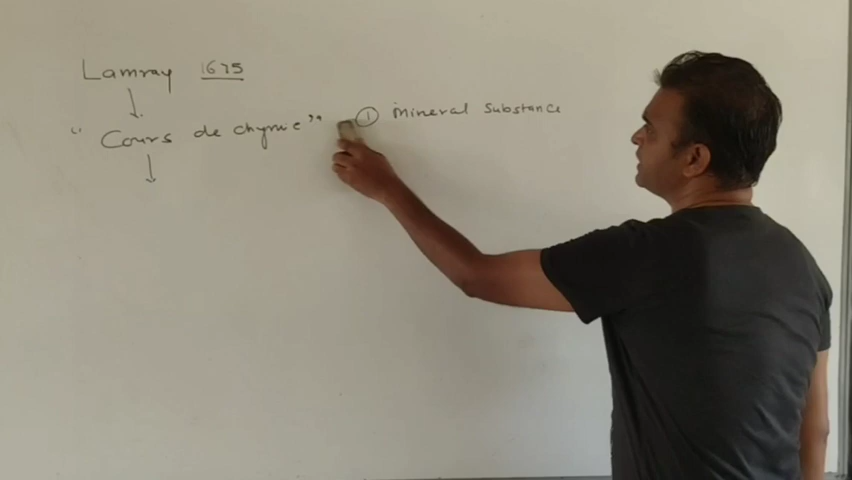 Lamray 1675
"Cours de chymie" ① mineral substance